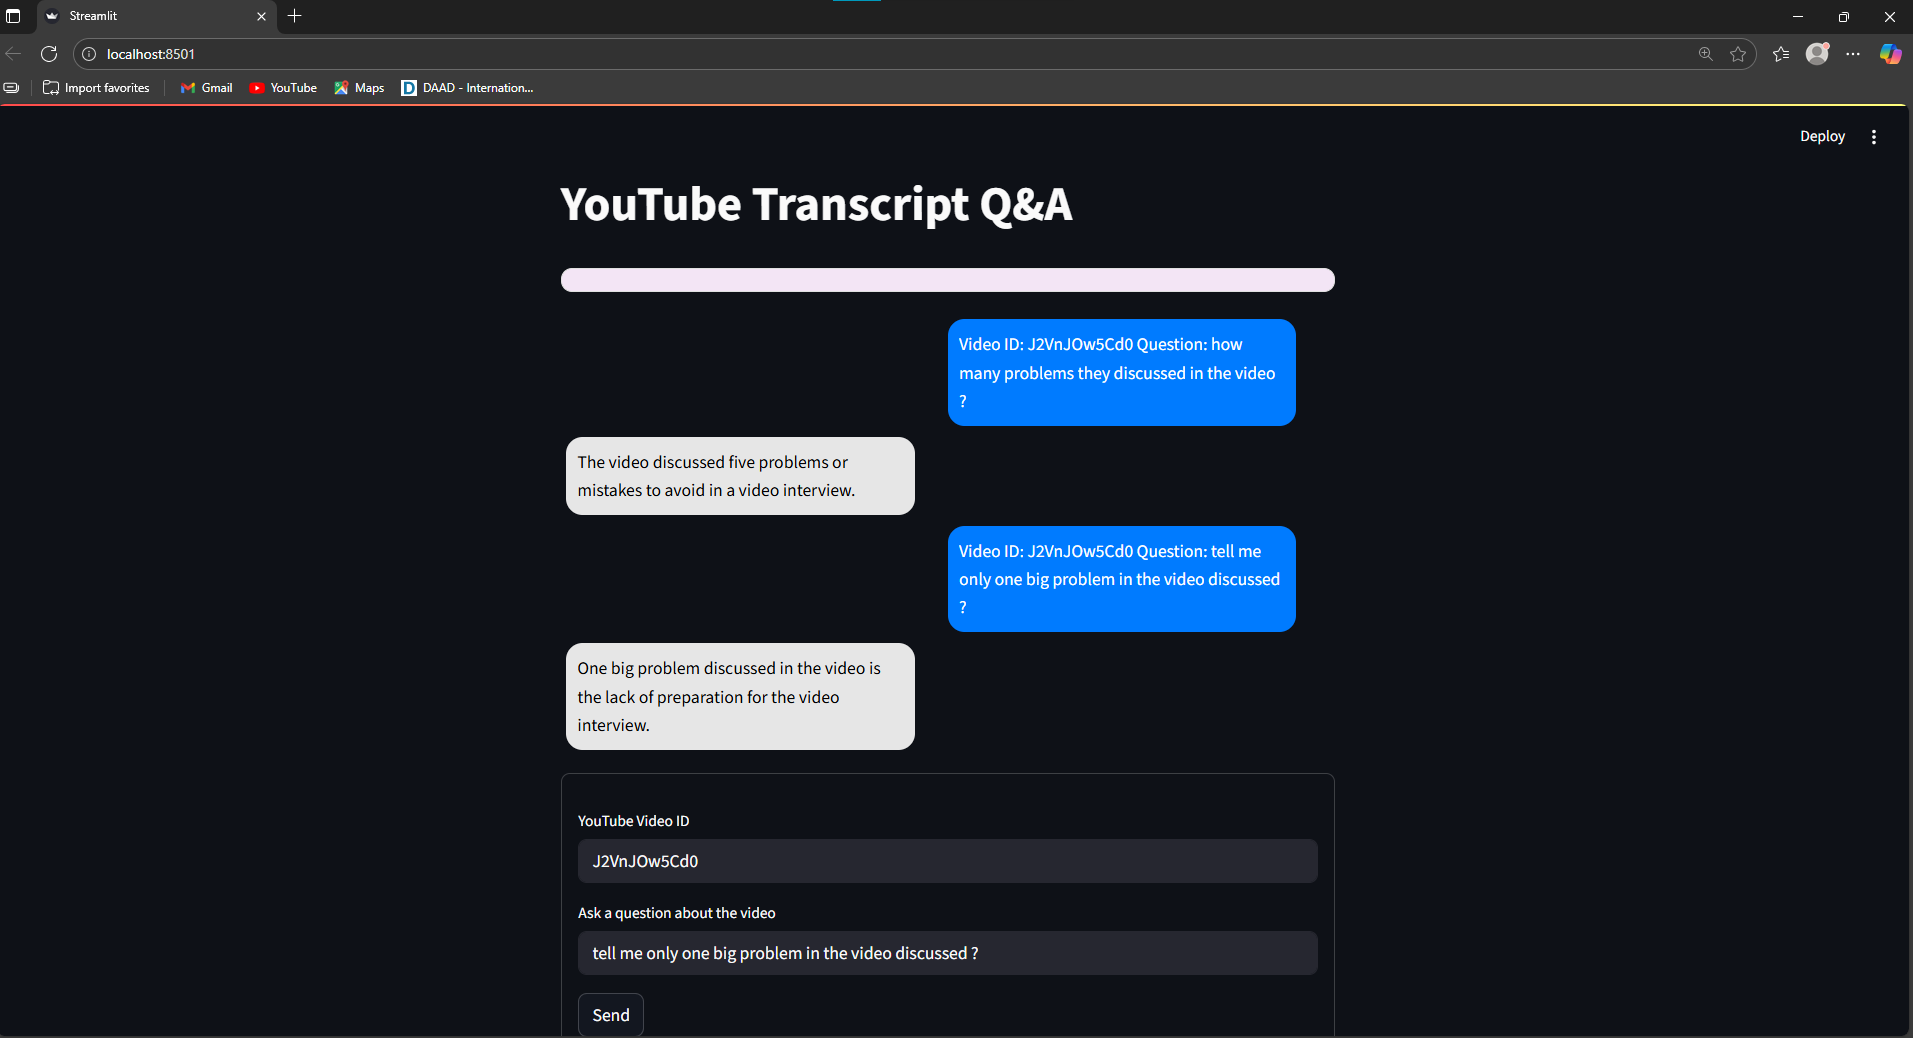 Streamlit
localhost:8501
Import favorites
Gmail
YouTube
Maps
DAAD - Internation...
Deploy
YouTube Transcript Q&A
Video ID: J2VnJOw5Cd0 Question: how
many problems they discussed in the video
?
The video discussed five problems or
mistakes to avoid in a video interview.
Video ID: J2VnJOw5Cd0 Question: tell me
only one big problem in the video discussed
?
One big problem discussed in the video is
the lack of preparation for the video
interview.
YouTube Video ID
J2VnJOw5Cd0
Ask a question about the video
tell me only one big problem in the video discussed ?
Send